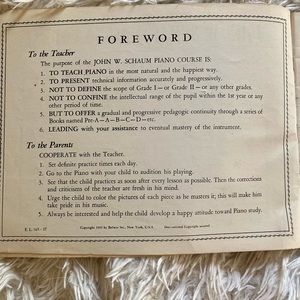 FOREWORD
To the Teacher
The purpose of the JOHN W. SCHAUM PIANO COURSE IS:
1. TO TEACH PIANO in the most natural and the happiest way.
2. TO PRESENT technical information accurately and progressively.
3. NOT TO DEFINE the scope of Grade I—or Grade II—or any other grades.
4. NOT TO CONFINE the intellectual range of the pupil within the 1st year or any
other period of time.
5. BUT TO OFFER a gradual and progressive pedagogic continuity through a series of
Books named Pre-A—A—B—C—D—etc.
6. LEADING with your assistance to eventual mastery of the instrument.
To the Parents
COOPERATE with the Teacher.
1. See definite practice times each day.
2. Go to the Piano with your child to audition his playing.
3. See that the child practices as soon after every lesson as possible. Then the corrections
and criticisms of the teacher are fresh in his mind.
4. Urge the child to color the pictures of each piece as he masters it; this will make him
take pride in his music.
5. Always be interested and help the child develop a happy attitude toward Piano study.
Belwin Inc., New York, U.S.A.